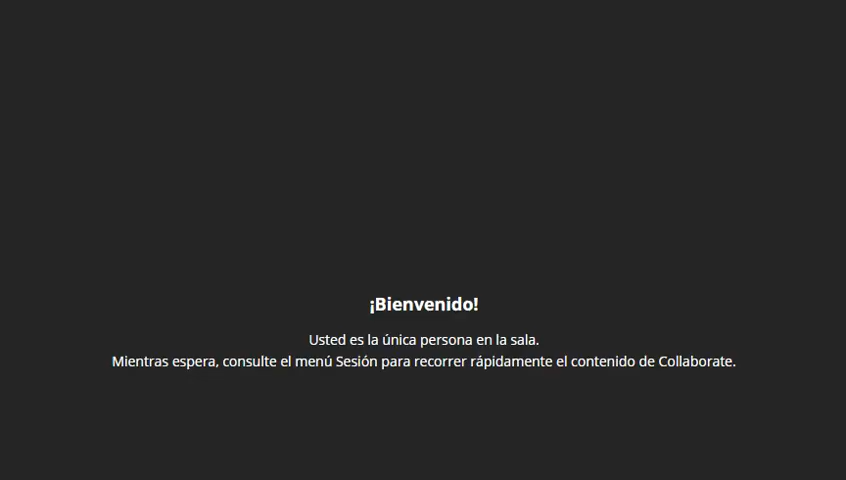 ¡Bienvenido!
Usted es la única persona en la sala.
Mientras espera, consulte el menú Sesión para recorrer rápidamente el contenido de Collaborate.